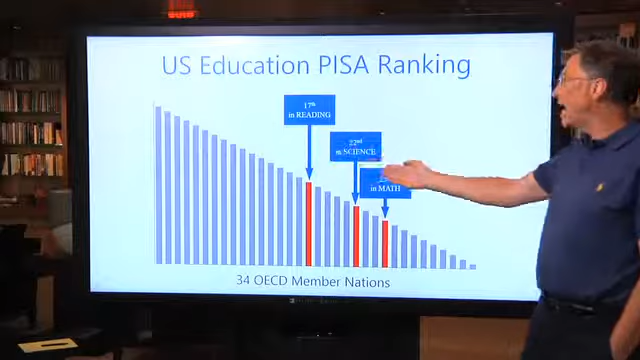 US Education PISA Ranking
17th
in READING
22nd
in SCIENCE
in MATH
34 OECD Member Nations